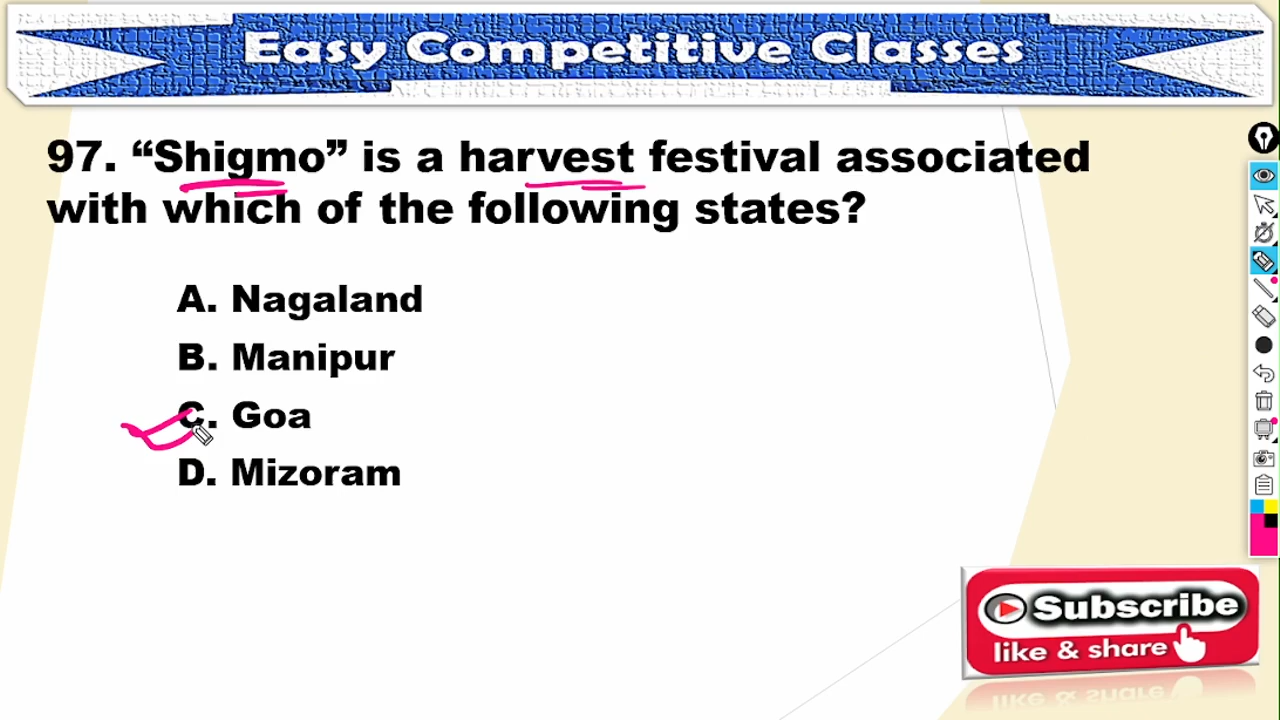 Easy Competitive Classes
97. “Shigmo” is a harvest festival associated
with which of the following states?
A. Nagaland
B. Manipur
C. Goa
D. Mizoram
Subscribe
like & share